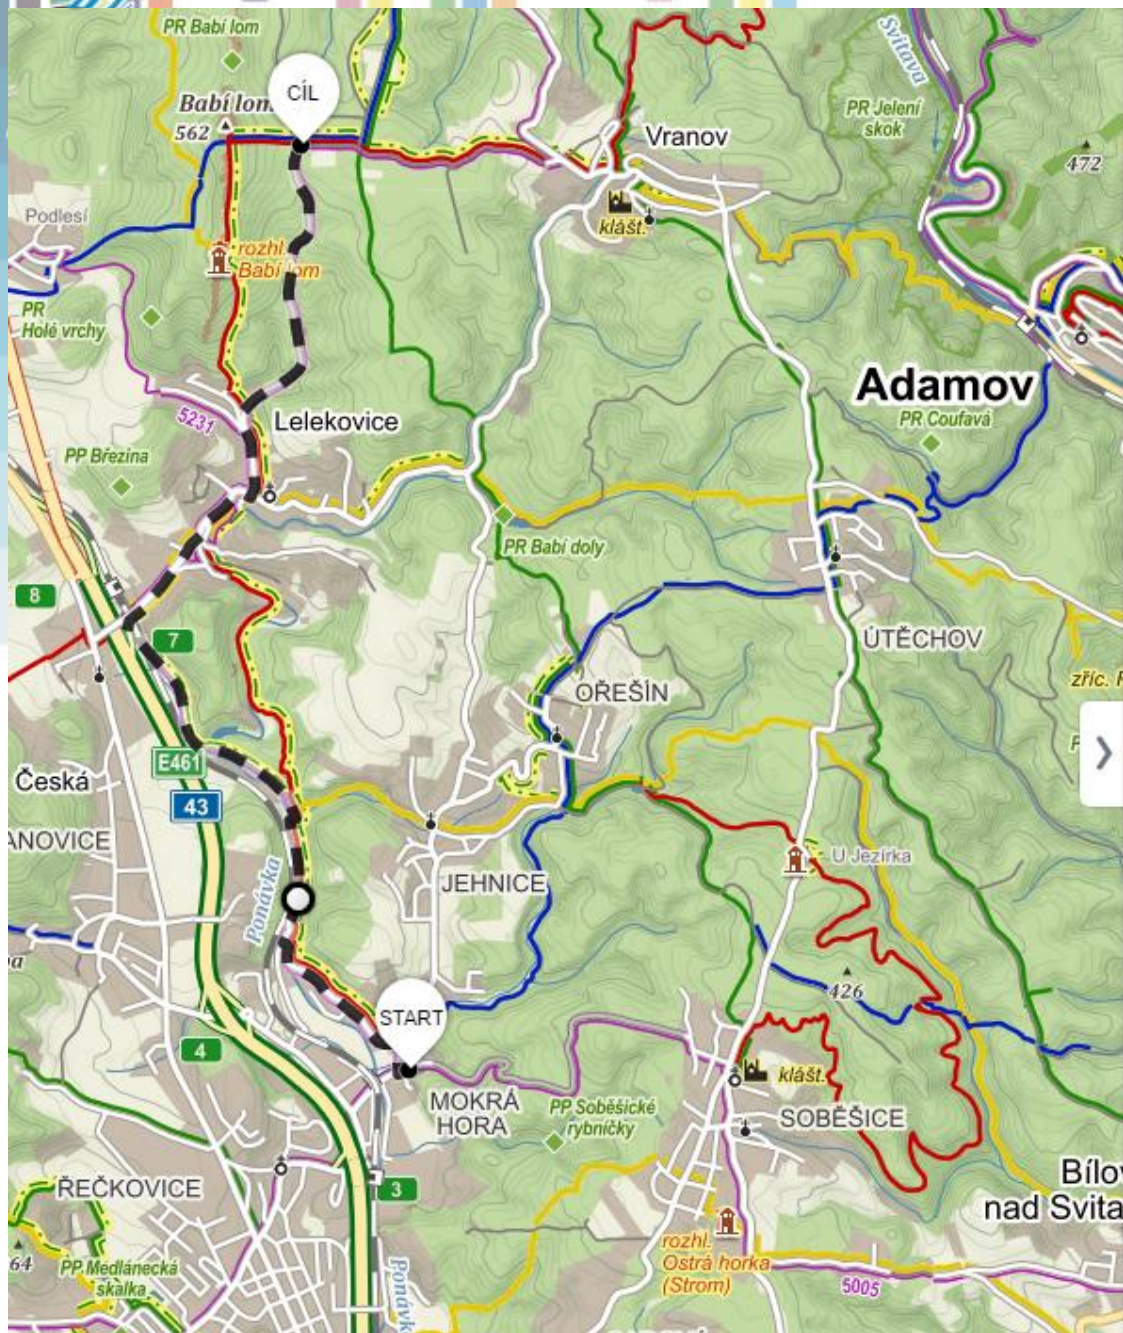 PR Babí lom
CÍL
Babí lom
562
Svitava
PR Jelení
skok
Vranov
472
klášt.
Podlesí
rozhl.
Babí lom
PR
Holé vrchy
Adamov
PR Coufavá
5231
Lelekovice
PP Březina
PR Babí doly
8
7
ÚTĚCHOV
OŘEŠÍN
zříc.
E461
Česká
43
ANOVICE
U Jezírka
JEHNICE
Ponávka
426
START
4
MOKRÁ
HORA
klášt.
PP Soběšické
rybníčky
SOBĚŠICE
Bílov
nad Svita
ŘEČKOVICE
3
rozhl.
Ostrá horka
(Strom)
64
PP Medlánecká
skalka
5005
Ponávk